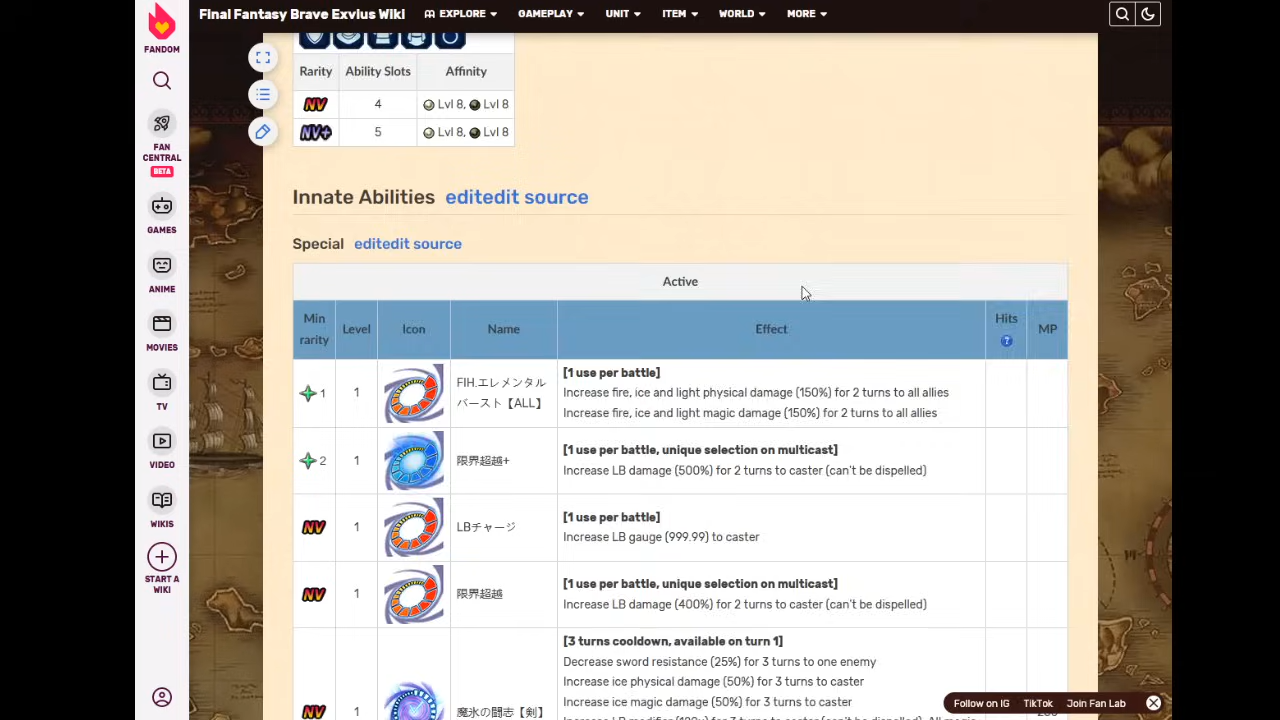 Final Fantasy Brave Exvius Wiki
EXPLORE
GAMEPLAY
UNIT
ITEM
WORLD
MORE
FANDOM
FAN CENTRAL
BETA
GAMES
ANIME
MOVIES
TV
VIDEO
WIKIS
START A WIKI
Rarity Ability Slots Affinity
NV 4 Lvl 8, Lvl 8
NV+ 5 Lvl 8, Lvl 8
Innate Abilities editedit source
Special editedit source
Active
Min rarity Level Icon Name Effect Hits ? MP
1 1 FIH.エレメンタルバースト【ALL】
[1 use per battle]
Increase fire, ice and light physical damage (150%) for 2 turns to all allies
Increase fire, ice and light magic damage (150%) for 2 turns to all allies
2 1 限界超越+
[1 use per battle, unique selection on multicast]
Increase LB damage (500%) for 2 turns to caster (can't be dispelled)
NV 1 LBチャージ
[1 use per battle]
Increase LB gauge (999.99) to caster
NV 1 限界超越
[1 use per battle, unique selection on multicast]
Increase LB damage (400%) for 2 turns to caster (can't be dispelled)
[3 turns cooldown, available on turn 1]
Decrease sword resistance (25%) for 3 turns to one enemy
Increase ice physical damage (50%) for 3 turns to caster
Increase ice magic damage (50%) for 3 turns to caster
NV 1
Follow on IG TikTok Join Fan Lab